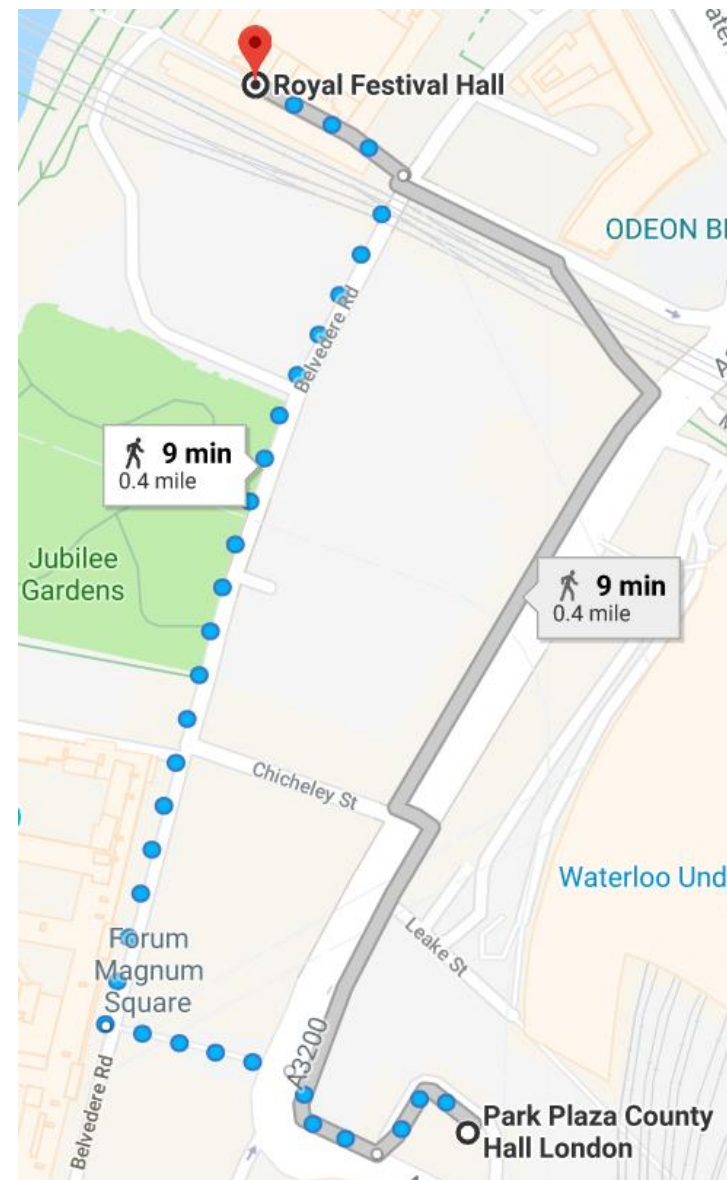 Royal Festival Hall
ODEON BI
Belvedere Rd
9 min
0.4 mile
Jubilee
Gardens
9 min
0.4 mile
Chicheley St
Waterloo Und
Leake St
Forum
Magnum
Square
A3200
Belvedere Rd
Park Plaza County
Hall London